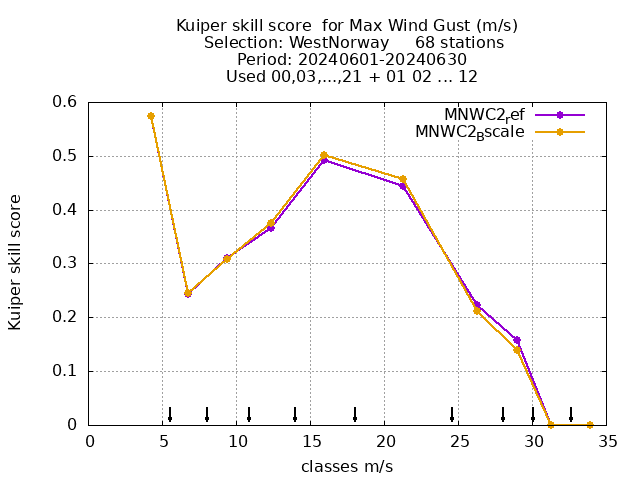 Kuiper skill score  for Max Wind Gust (m/s)
Selection: WestNorway     68 stations
Period: 20240601-20240630
Used 00,03,...,21 + 01 02 ... 12
MNWC2ref
MNWC2Bscale
Kuiper skill score
0.6
0.5
0.4
0.3
0.2
0.1
0
0 5 10 15 20 25 30 35
classes m/s